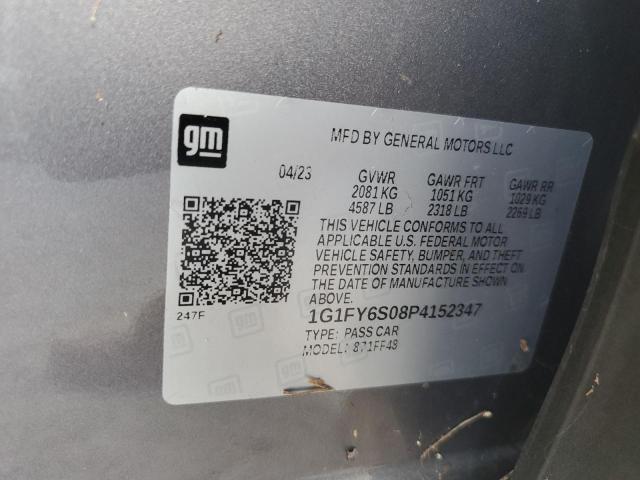 gm
MFD BY GENERAL MOTORS LLC
04/23 GVWR GAWR FRT GAWR RR
2081 KG 1051 KG 1029 KG
4587 LB 2318 LB 2269 LB
THIS VEHICLE CONFORMS TO ALL
APPLICABLE U.S. FEDERAL MOTOR
VEHICLE SAFETY, BUMPER, AND THEFT
PREVENTION STANDARDS IN EFFECT ON
THE DATE OF MANUFACTURE SHOWN
ABOVE.
247F
1G1FY6S08P4152347
TYPE: PASS CAR
MODEL: 871FF48